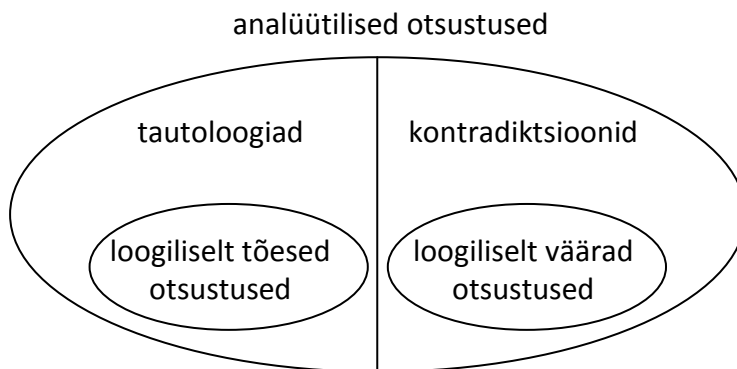 analüütilised otsustused
tautoloogiad
kontradiktsioonid
loogiliselt tõesed
otsustused
loogiliselt väärad
otsustused